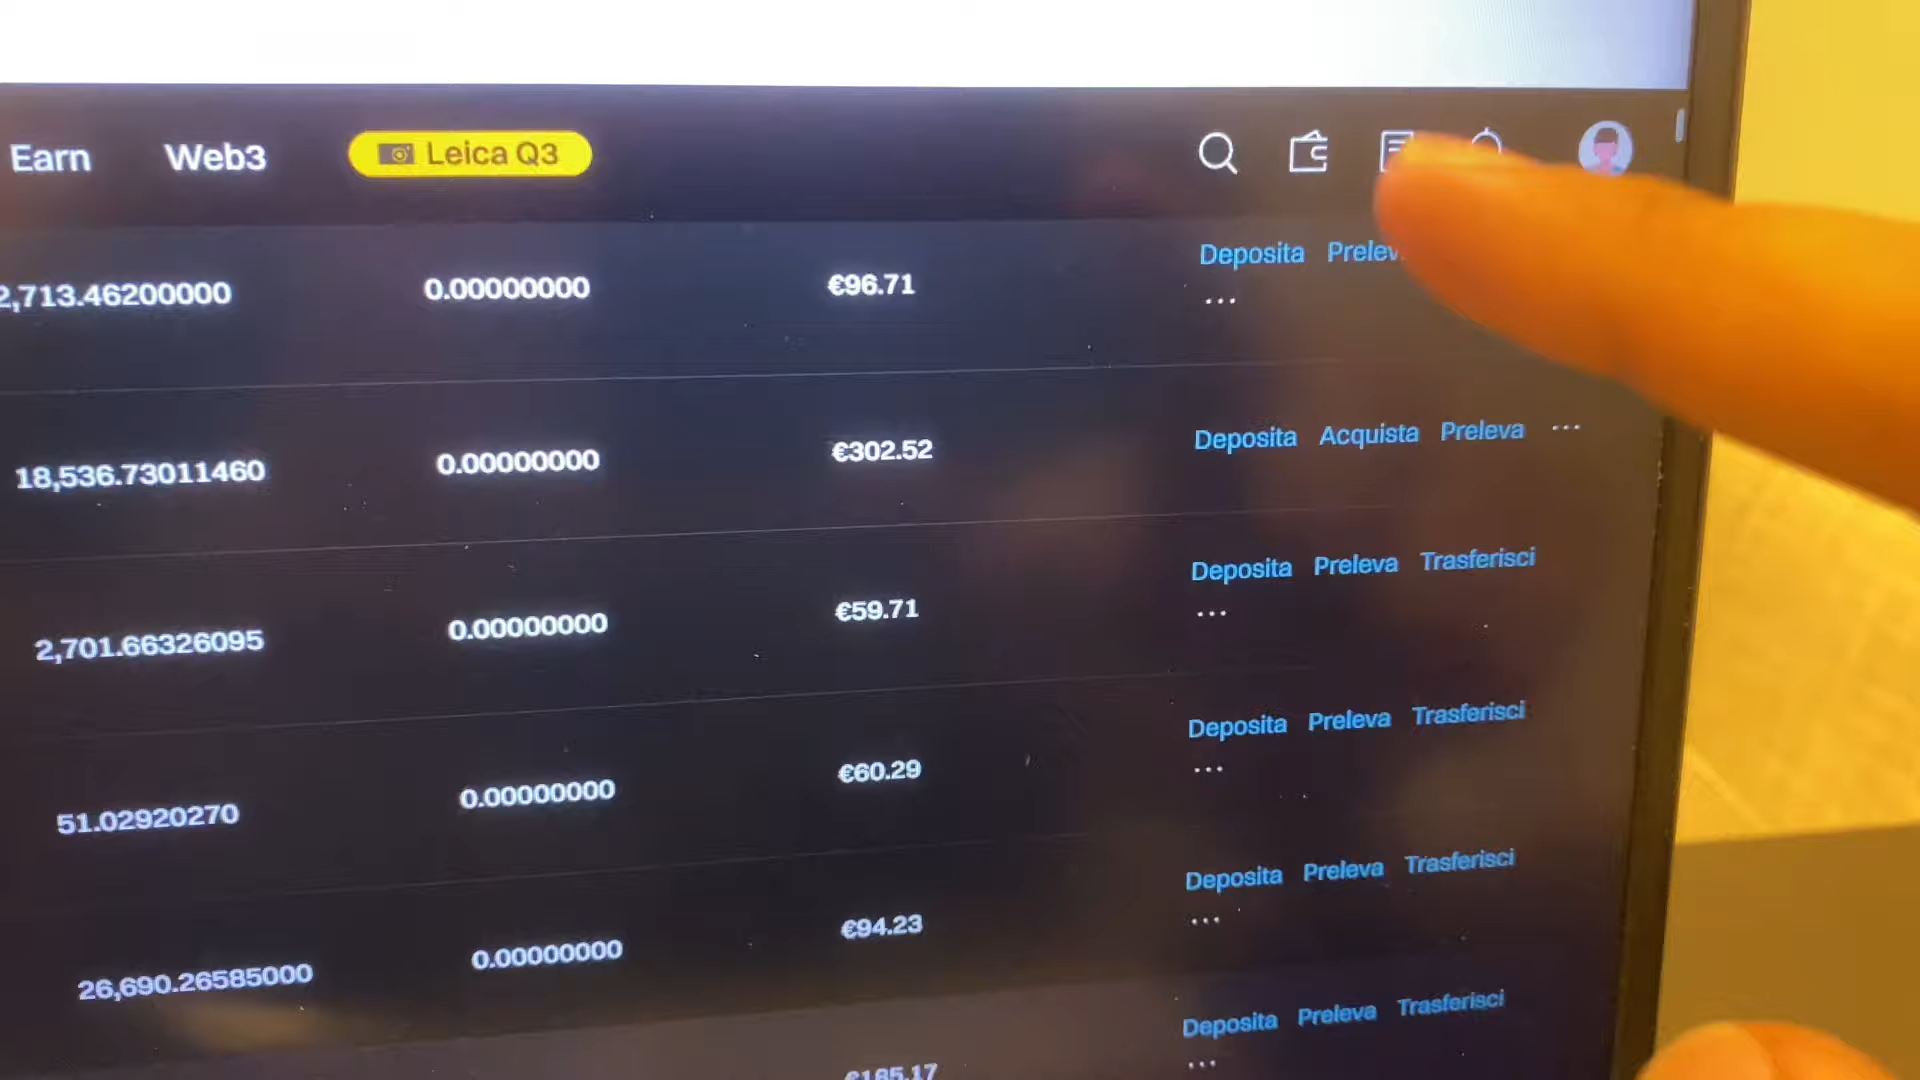 Earn Web3 Leica Q3
2,713.46200000 0.00000000 €96.71 Deposita
...
18,536.73011460 0.00000000 €302.52 Deposita Acquista Preleva ...
2,701.66326095 0.00000000 €59.71 Deposita Preleva Trasferisci
...
51.02920270 0.00000000 €60.29 Deposita Preleva Trasferisci
...
26,690.26585000 0.00000000 €94.23 Deposita Preleva Trasferisci
...
€185.17 Deposita Preleva Trasferisci
...